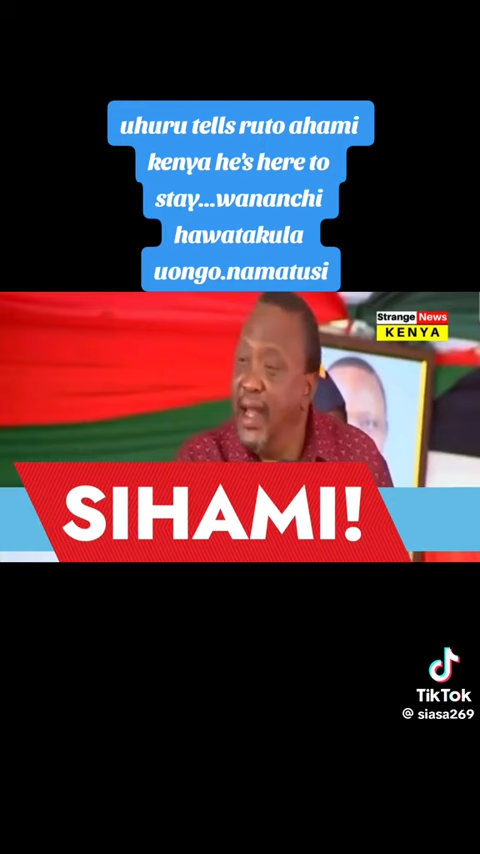 uhuru tells ruto ahami
kenya he's here to
stay...wananchi
hawatakula
uongo.namatusi
Strange News
KENYA
SIHAMI!
TikTok
@ siasa269